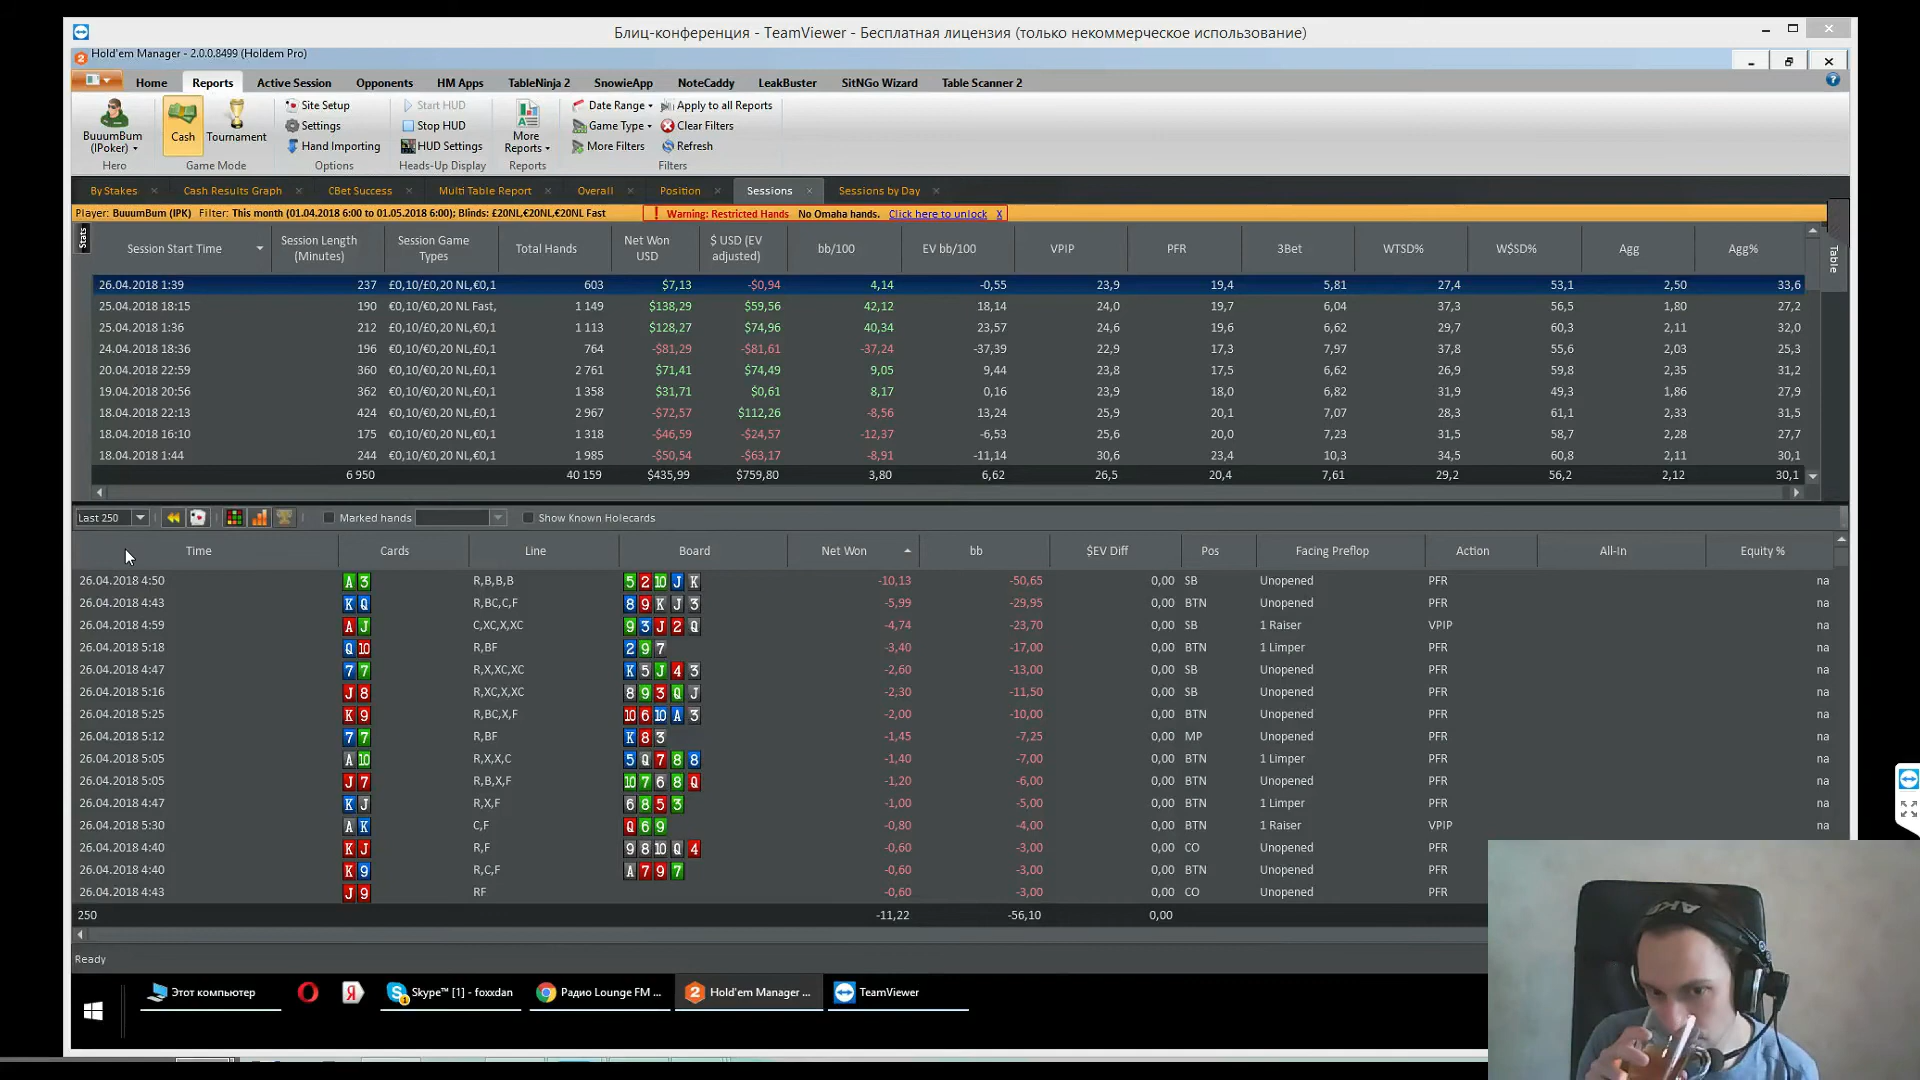 Блиц-конференция - TeamViewer - Бесплатная лицензия (только некоммерческое использование)
Hold'em Manager - 2.0.0.8499 (Holdem Pro)
Home Reports Active Session Opponents HM Apps TableNinja 2 SnowieApp NoteCaddy LeakBuster SitNGo Wizard Table Scanner 2
Site Setup Start HUD Date Range Apply to all Reports
BuuumBum Cash Tournament Settings Stop HUD More Game Type Clear Filters
(IPoker) Hand Importing HUD Settings Reports More Filters Refresh
Hero Game Mode Options Heads-Up Display Reports Filters
By Stakes Cash Results Graph CBet Success Multi Table Report Overall Position Sessions Sessions by Day
Player: BuuumBum (IPK) Filter: This month (01.04.2018 6:00 to 01.05.2018 6:00); Blinds: £20NL,€20NL,€20NL Fast ! Warning: Restricted Hands No Omaha hands. Click here to unlock X
Stats
Table
Session Start Time Session Length (Minutes) Session Game Types Total Hands Net Won USD $ USD (EV adjusted) bb/100 EV bb/100 VPIP PFR 3Bet WTSD% W$SD% Agg Agg%
26.04.2018 1:39 237 £0,10/£0,20 NL,€0,1 603 $7,13 -$0,94 4,14 -0,55 23,9 19,4 5,81 27,4 53,1 2,50 33,6
25.04.2018 18:15 190 €0,10/€0,20 NL Fast, 1 149 $138,29 $59,56 42,12 18,14 24,0 19,7 6,04 37,3 56,5 1,80 27,2
25.04.2018 1:36 212 £0,10/£0,20 NL,€0,1 1 113 $128,27 $74,96 40,34 23,57 24,6 19,6 6,62 29,7 60,3 2,11 32,0
24.04.2018 18:36 196 €0,10/€0,20 NL,£0,1 764 -$81,29 -$81,61 -37,24 -37,39 22,9 17,3 7,97 37,8 55,6 2,03 25,3
20.04.2018 22:59 360 €0,10/€0,20 NL,£0,1 2 761 $71,41 $74,49 9,05 9,44 23,8 17,5 6,62 26,9 59,8 2,35 31,2
19.04.2018 20:56 362 €0,10/€0,20 NL,£0,1 1 358 $31,71 $0,61 8,17 0,16 23,9 18,0 6,82 31,9 49,3 1,86 27,9
18.04.2018 22:13 424 €0,10/€0,20 NL,£0,1 2 967 -$72,57 $112,26 -8,56 13,24 25,9 20,1 7,07 28,3 61,1 2,33 31,5
18.04.2018 16:10 175 €0,10/€0,20 NL,€0,1 1 318 -$46,59 -$24,57 -12,37 -6,53 25,6 20,0 7,23 31,5 58,7 2,28 27,7
18.04.2018 1:44 244 €0,10/€0,20 NL,€0,1 1 985 -$50,54 -$63,17 -8,91 -11,14 30,6 23,4 10,3 34,5 60,8 2,11 30,1
6 950 40 159 $435,99 $759,80 3,80 6,62 26,5 20,4 7,61 29,2 56,2 2,12 30,1
Last 250 Marked hands Show Known Holecards
Time Cards Line Board Net Won bb $EV Diff Pos Facing Preflop Action All-In Equity %
26.04.2018 4:50 A 3 R,B,B,B 5 2 10 J K -10,13 -50,65 0,00 SB Unopened PFR na
26.04.2018 4:43 K Q R,BC,C,F 8 9 K J 3 -5,99 -29,95 0,00 BTN Unopened PFR na
26.04.2018 4:59 A J C,XC,X,XC 9 3 J 2 Q -4,74 -23,70 0,00 SB 1 Raiser VPIP na
26.04.2018 5:18 Q 10 R,BF 2 9 7 -3,40 -17,00 0,00 BTN 1 Limper PFR na
26.04.2018 4:47 7 7 R,X,XC,XC K 5 J 4 3 -2,60 -13,00 0,00 SB Unopened PFR na
26.04.2018 5:16 J 8 R,XC,X,XC 8 9 3 Q J -2,30 -11,50 0,00 SB Unopened PFR na
26.04.2018 5:25 K 9 R,BC,X,F 10 6 10 A 3 -2,00 -10,00 0,00 BTN Unopened PFR na
26.04.2018 5:12 7 7 R,BF K 8 3 -1,45 -7,25 0,00 MP Unopened PFR na
26.04.2018 5:05 A 10 R,X,X,C 5 Q 7 8 8 -1,40 -7,00 0,00 BTN 1 Limper PFR na
26.04.2018 5:05 J 7 R,B,X,F 10 7 6 8 Q -1,20 -6,00 0,00 BTN Unopened PFR na
26.04.2018 4:47 K J R,X,F 6 8 5 3 -1,00 -5,00 0,00 BTN 1 Limper PFR na
26.04.2018 5:30 A K C,F Q 6 9 -0,80 -4,00 0,00 BTN 1 Raiser VPIP na
26.04.2018 4:40 K J R,F 9 8 10 Q 4 -0,60 -3,00 0,00 CO Unopened PFR
26.04.2018 4:40 K 9 R,C,F A 7 9 7 -0,60 -3,00 0,00 BTN Unopened PFR
26.04.2018 4:43 J 9 RF -0,60 -3,00 0,00 CO Unopened PFR
250 -11,22 -56,10 0,00
Ready
Этот компьютер Skype™ [1] - foxxdan Радио Lounge FM ... Hold'em Manager ... TeamViewer